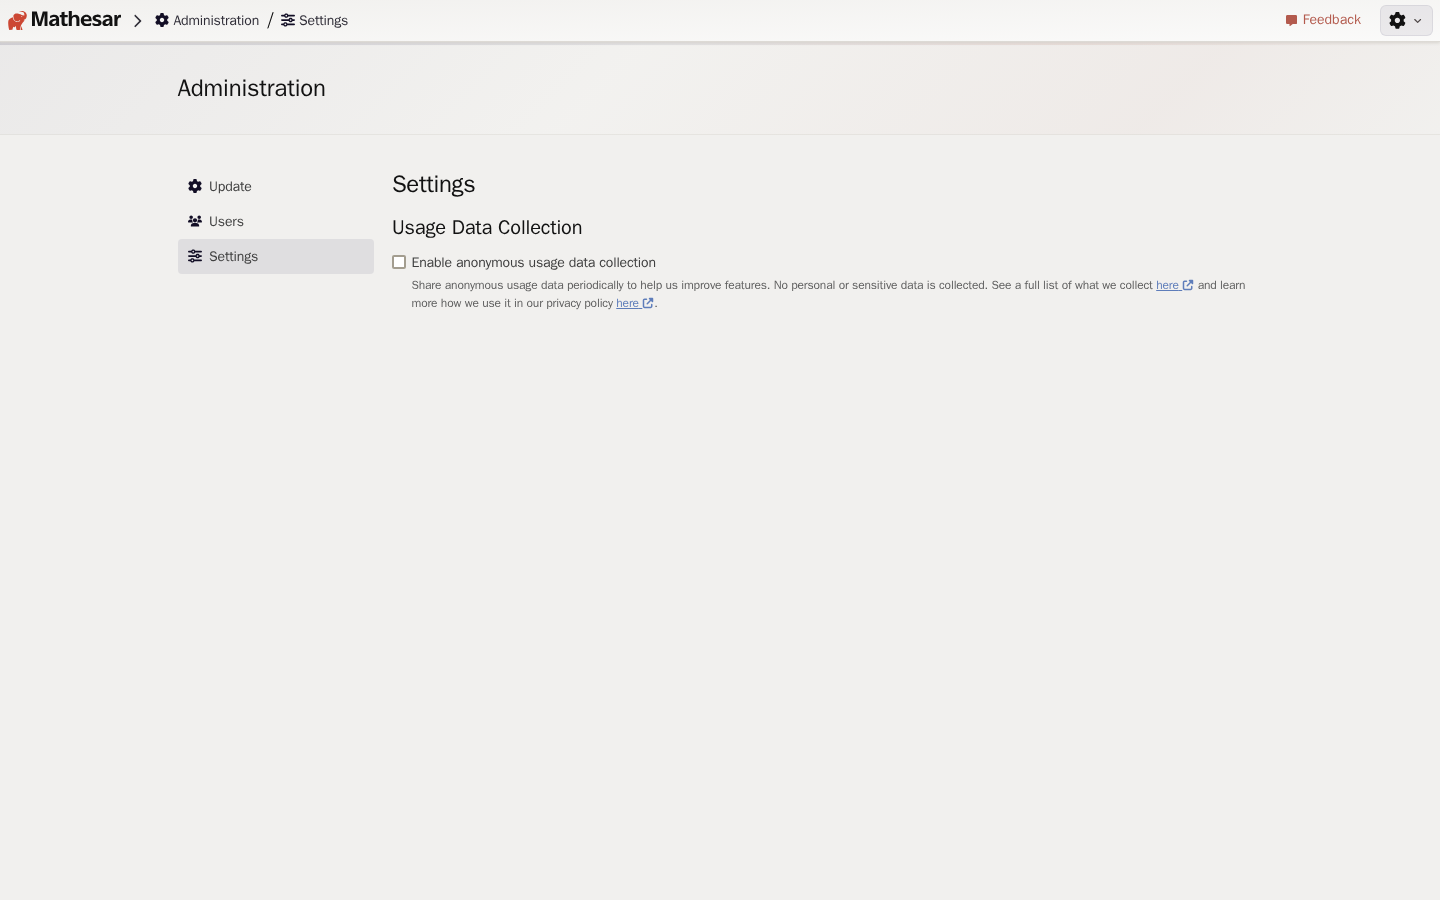 Mathesar
Administration / Settings
Feedback
Administration
Update
Users
Settings
Settings
Usage Data Collection
Enable anonymous usage data collection
Share anonymous usage data periodically to help us improve features. No personal or sensitive data is collected. See a full list of what we collect here and learn
more how we use it in our privacy policy here .